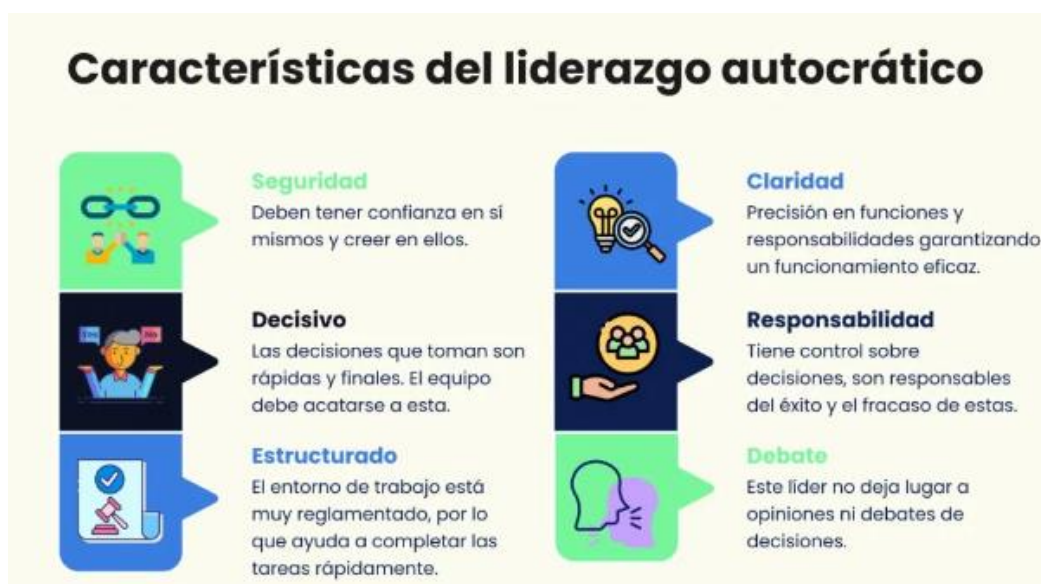 Características del liderazgo autocrático
Seguridad
Deben tener confianza en sí
mismos y creer en ellos.
Decisivo
Las decisiones que toman son
rápidas y finales. El equipo
debe acatarse a esta.
Estructurado
El entorno de trabajo está
muy reglamentado, por lo
que ayuda a completar las
tareas rápidamente.
Claridad
Precisión en funciones y
responsabilidades garantizando
un funcionamiento eficaz.
Responsabilidad
Tiene control sobre
decisiones, son responsables
del éxito y el fracaso de estas.
Debate
Este líder no deja lugar a
opiniones ni debates de
decisiones.